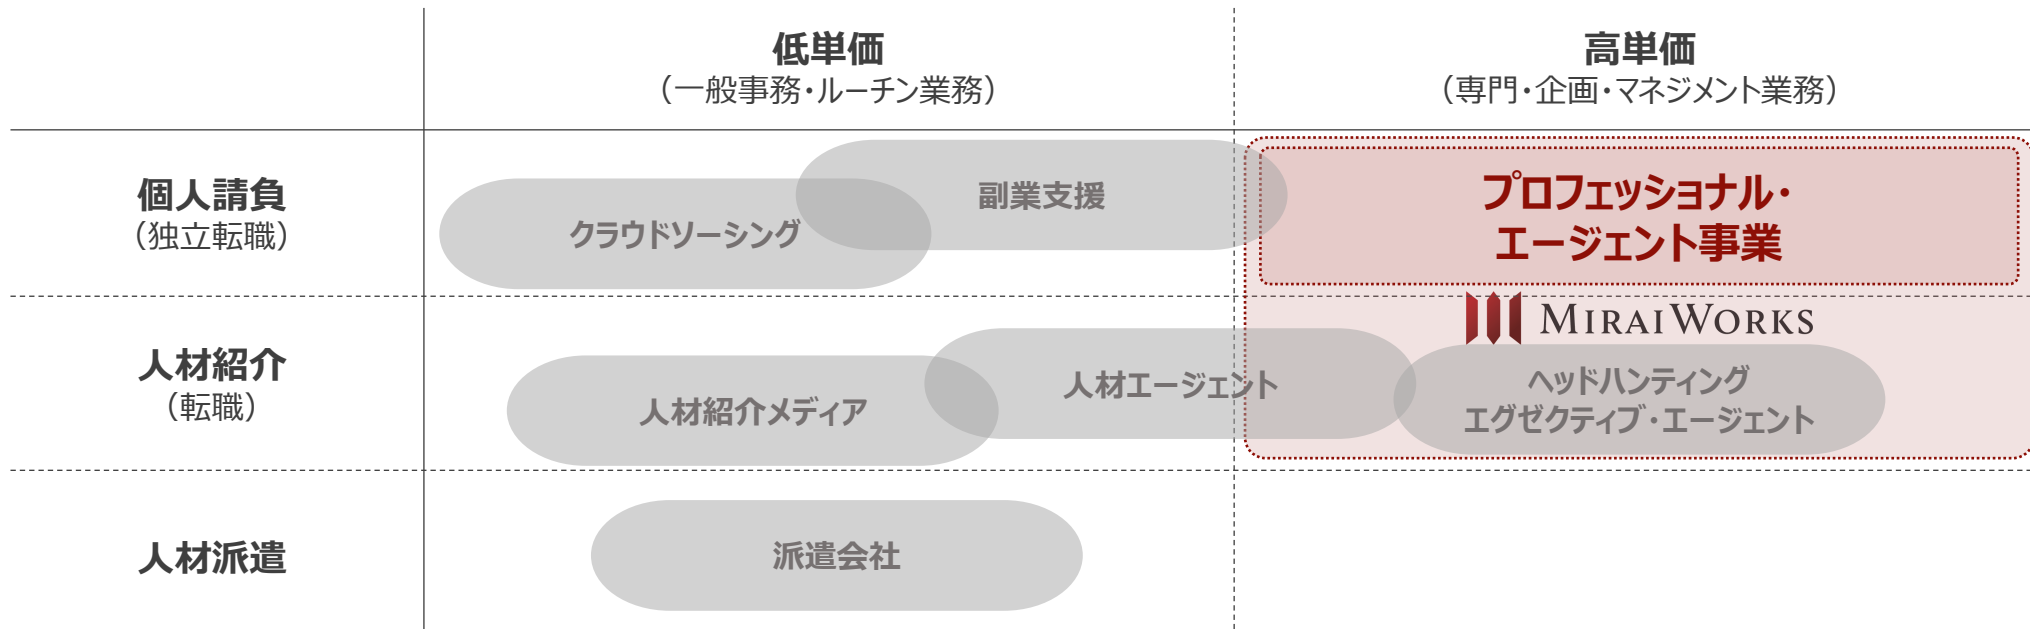 低単価
（一般事務・ルーチン業務）
高単価
（専門・企画・マネジメント業務）
個人請負
（独立転職）
クラウドソーシング
副業支援
プロフェッショナル・
エージェント事業
MIRAIWORKS
人材紹介
（転職）
人材紹介メディア
人材エージェント
ヘッドハンティング
エグゼクティブ・エージェント
人材派遣
派遣会社